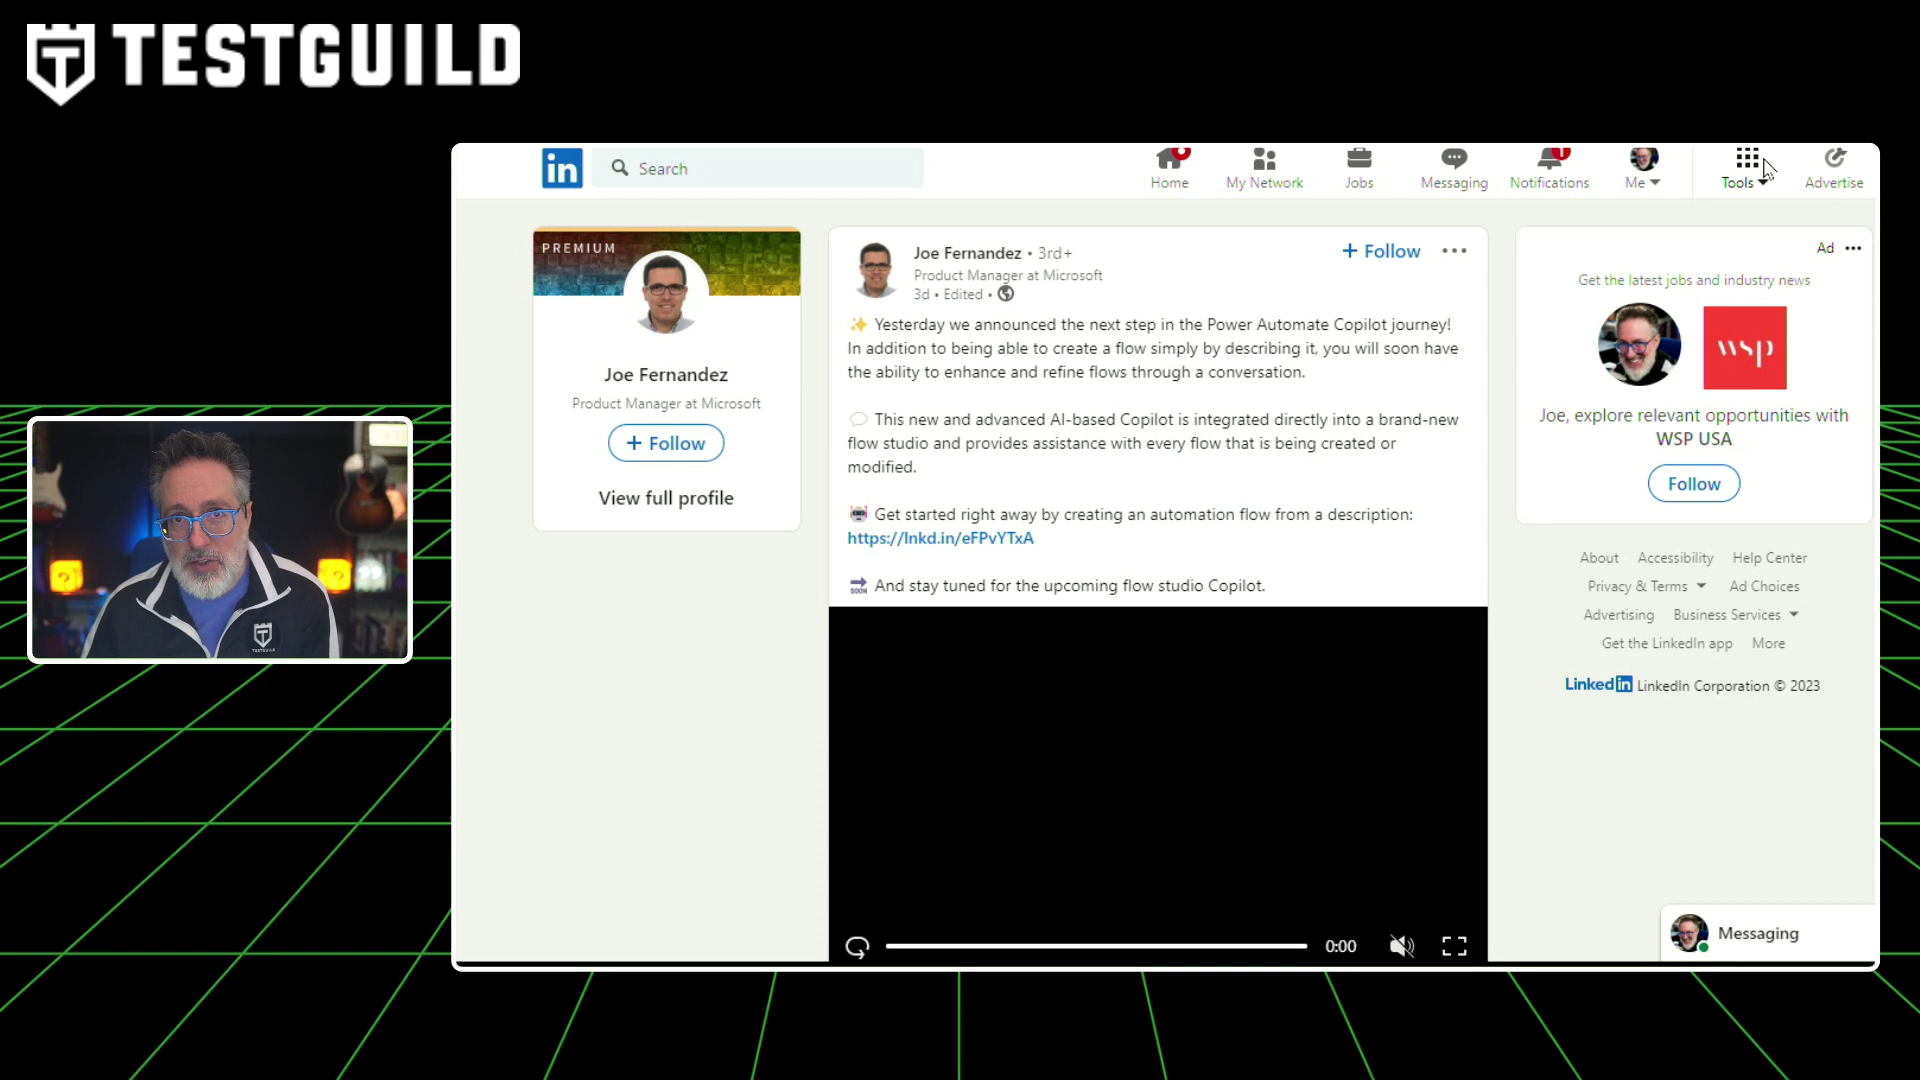 TESTGUILD
in
Search
Home
My Network
Jobs
Messaging
Notifications
Me
Tools
Advertise
PREMIUM
Joe Fernandez
Product Manager at Microsoft
+ Follow
View full profile
Joe Fernandez • 3rd+
Product Manager at Microsoft
3d • Edited •
+ Follow
✨ Yesterday we announced the next step in the Power Automate Copilot journey!
In addition to being able to create a flow simply by describing it, you will soon have
the ability to enhance and refine flows through a conversation.
💬 This new and advanced AI-based Copilot is integrated directly into a brand-new
flow studio and provides assistance with every flow that is being created or
modified.
🤖 Get started right away by creating an automation flow from a description:
https://lnkd.in/eFPvYTxA
🔜 And stay tuned for the upcoming flow studio Copilot.
0:00
Ad
Get the latest jobs and industry news
wsp
Joe, explore relevant opportunities with
WSP USA
Follow
About Accessibility Help Center
Privacy & Terms Ad Choices
Advertising Business Services
Get the LinkedIn app More
LinkedIn LinkedIn Corporation © 2023
Messaging
TESTGUILD